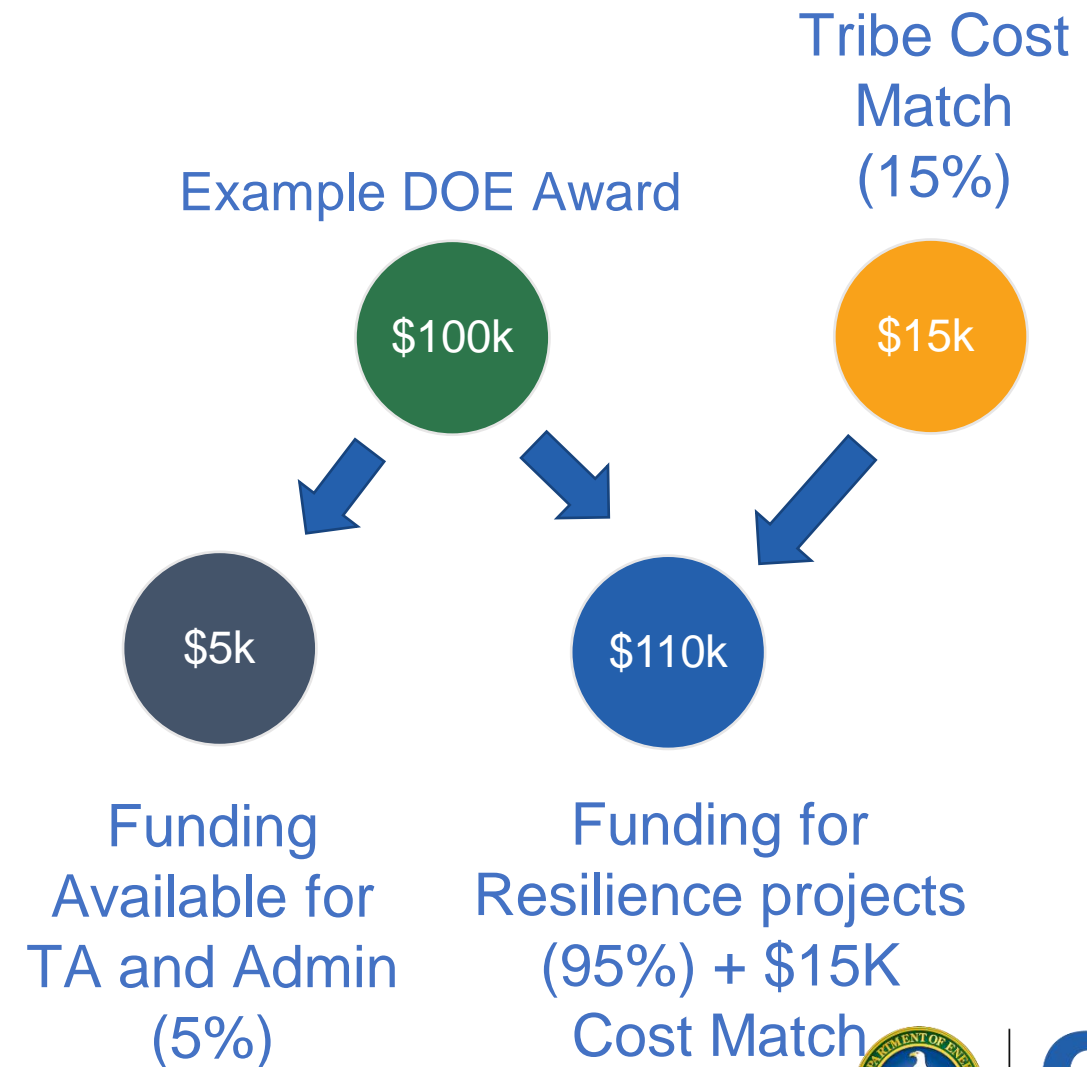 Tribe Cost
Match
(15%)
Example DOE Award
$100k
$15k
$5k
$110k
Funding
Available for
TA and Admin
(5%)
Funding for
Resilience projects
(95%) + $15K
Cost Match